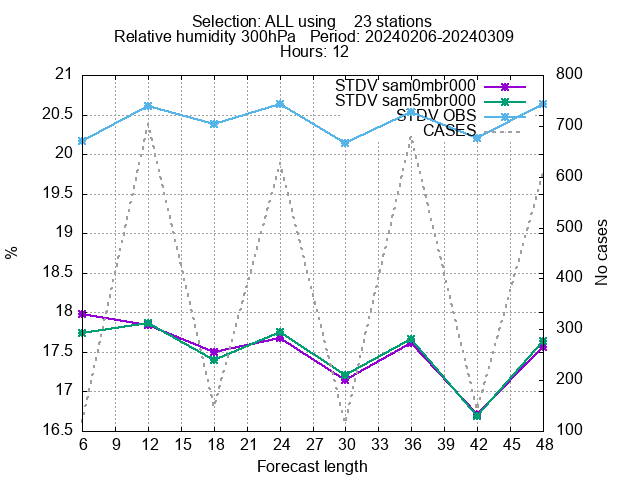 Selection: ALL using    23 stations
Relative humidity 300hPa   Period: 20240206-20240309
Hours: 12
21
20.5
20
19.5
19
18.5
18
17.5
17
16.5
%
800
700
600
500
400
300
200
100
No cases
STDV sam0mbr000
STDV sam5mbr000
STDV OBS
CASES
6 9 12 15 18 21 24 27 30 33 36 39 42 45 48
Forecast length